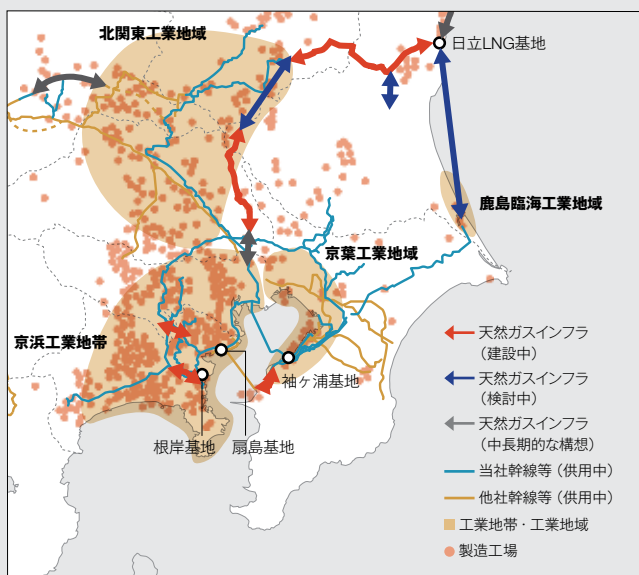 北関東工業地域
日立LNG基地
鹿島臨海工業地域
京葉工業地域
京浜工業地帯
袖ヶ浦基地
根岸基地
扇島基地
天然ガスインフラ
（建設中）
天然ガスインフラ
（検討中）
天然ガスインフラ
（中長期的な構想）
当社幹線等（供用中）
他社幹線等（供用中）
工業地帯・工業地域
製造工場